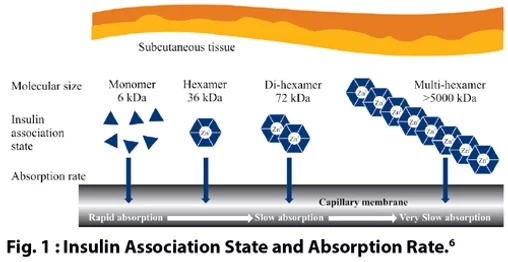 Subcutaneous tissue
Molecular size
Monomer
6 kDa
Hexamer
36 kDa
Di-hexamer
72 kDa
Multi-hexamer
>5000 kDa
Insulin
association
state
Zn
Zn
Zn
Zn
Zn
Zn
Zn
Zn
Zn
Zn
Zn
Absorption rate
Capillary membrane
Rapid absorption
Slow absorption
Very Slow absorption
Fig. 1 : Insulin Association State and Absorption Rate.⁶